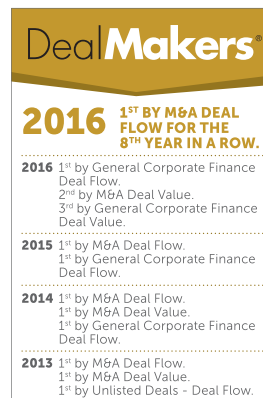 DealMakers®
2016 1ST BY M&A DEAL
FLOW FOR THE
8TH YEAR IN A ROW.
2016 1st by General Corporate Finance
Deal Flow.
2nd by M&A Deal Value.
3rd by General Corporate Finance
Deal Value.
2015 1st by M&A Deal Flow.
1st by General Corporate Finance
Deal Flow.
2014 1st by M&A Deal Flow.
1st by M&A Deal Value.
1st by General Corporate Finance
Deal Flow.
2013 1st by M&A Deal Flow.
1st by M&A Deal Value.
1st by Unlisted Deals - Deal Flow.